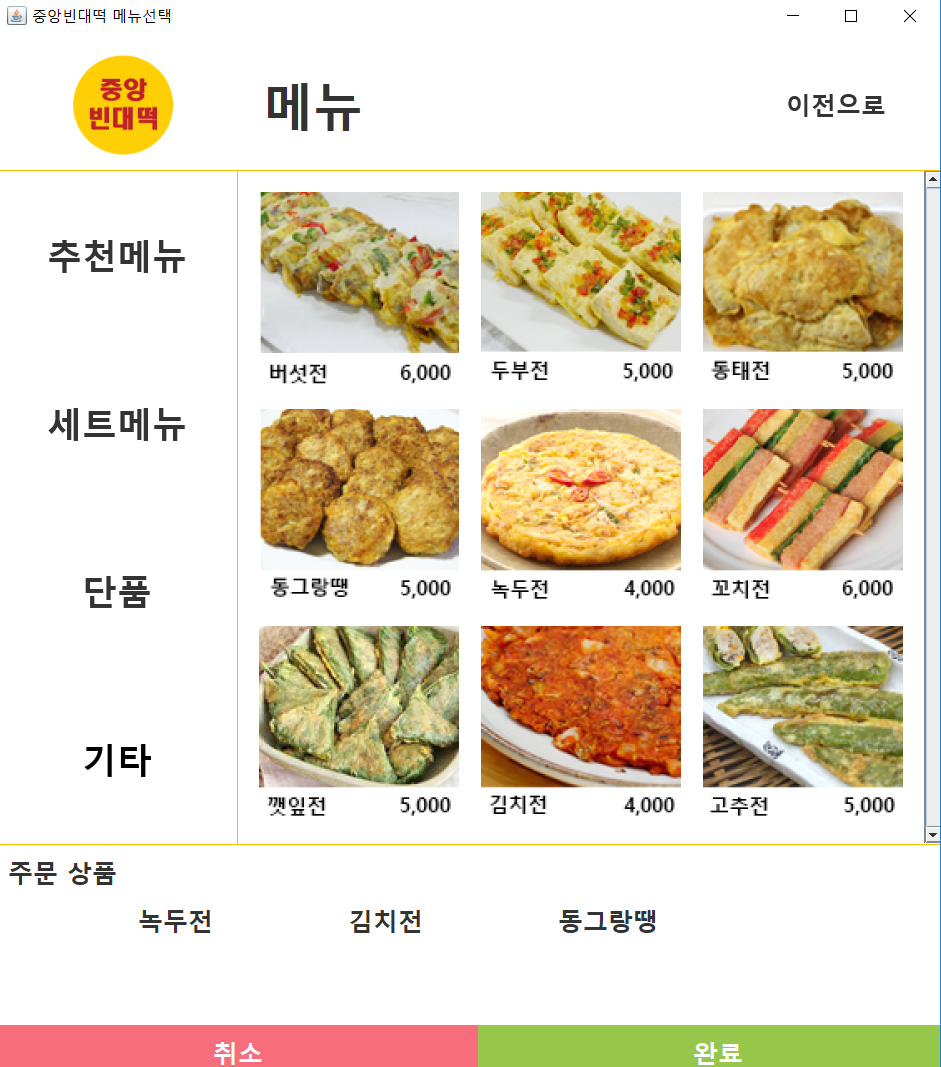 중앙빈대떡 메뉴선택
중앙
빈대떡
메뉴
이전으로
추천메뉴
세트메뉴
단품
기타
버섯전 6,000
두부전 5,000
동태전 5,000
동그랑땡 5,000
녹두전 4,000
꼬치전 6,000
깻잎전 5,000
김치전 4,000
고추전 5,000
주문 상품
녹두전 김치전 동그랑땡
취소
완료